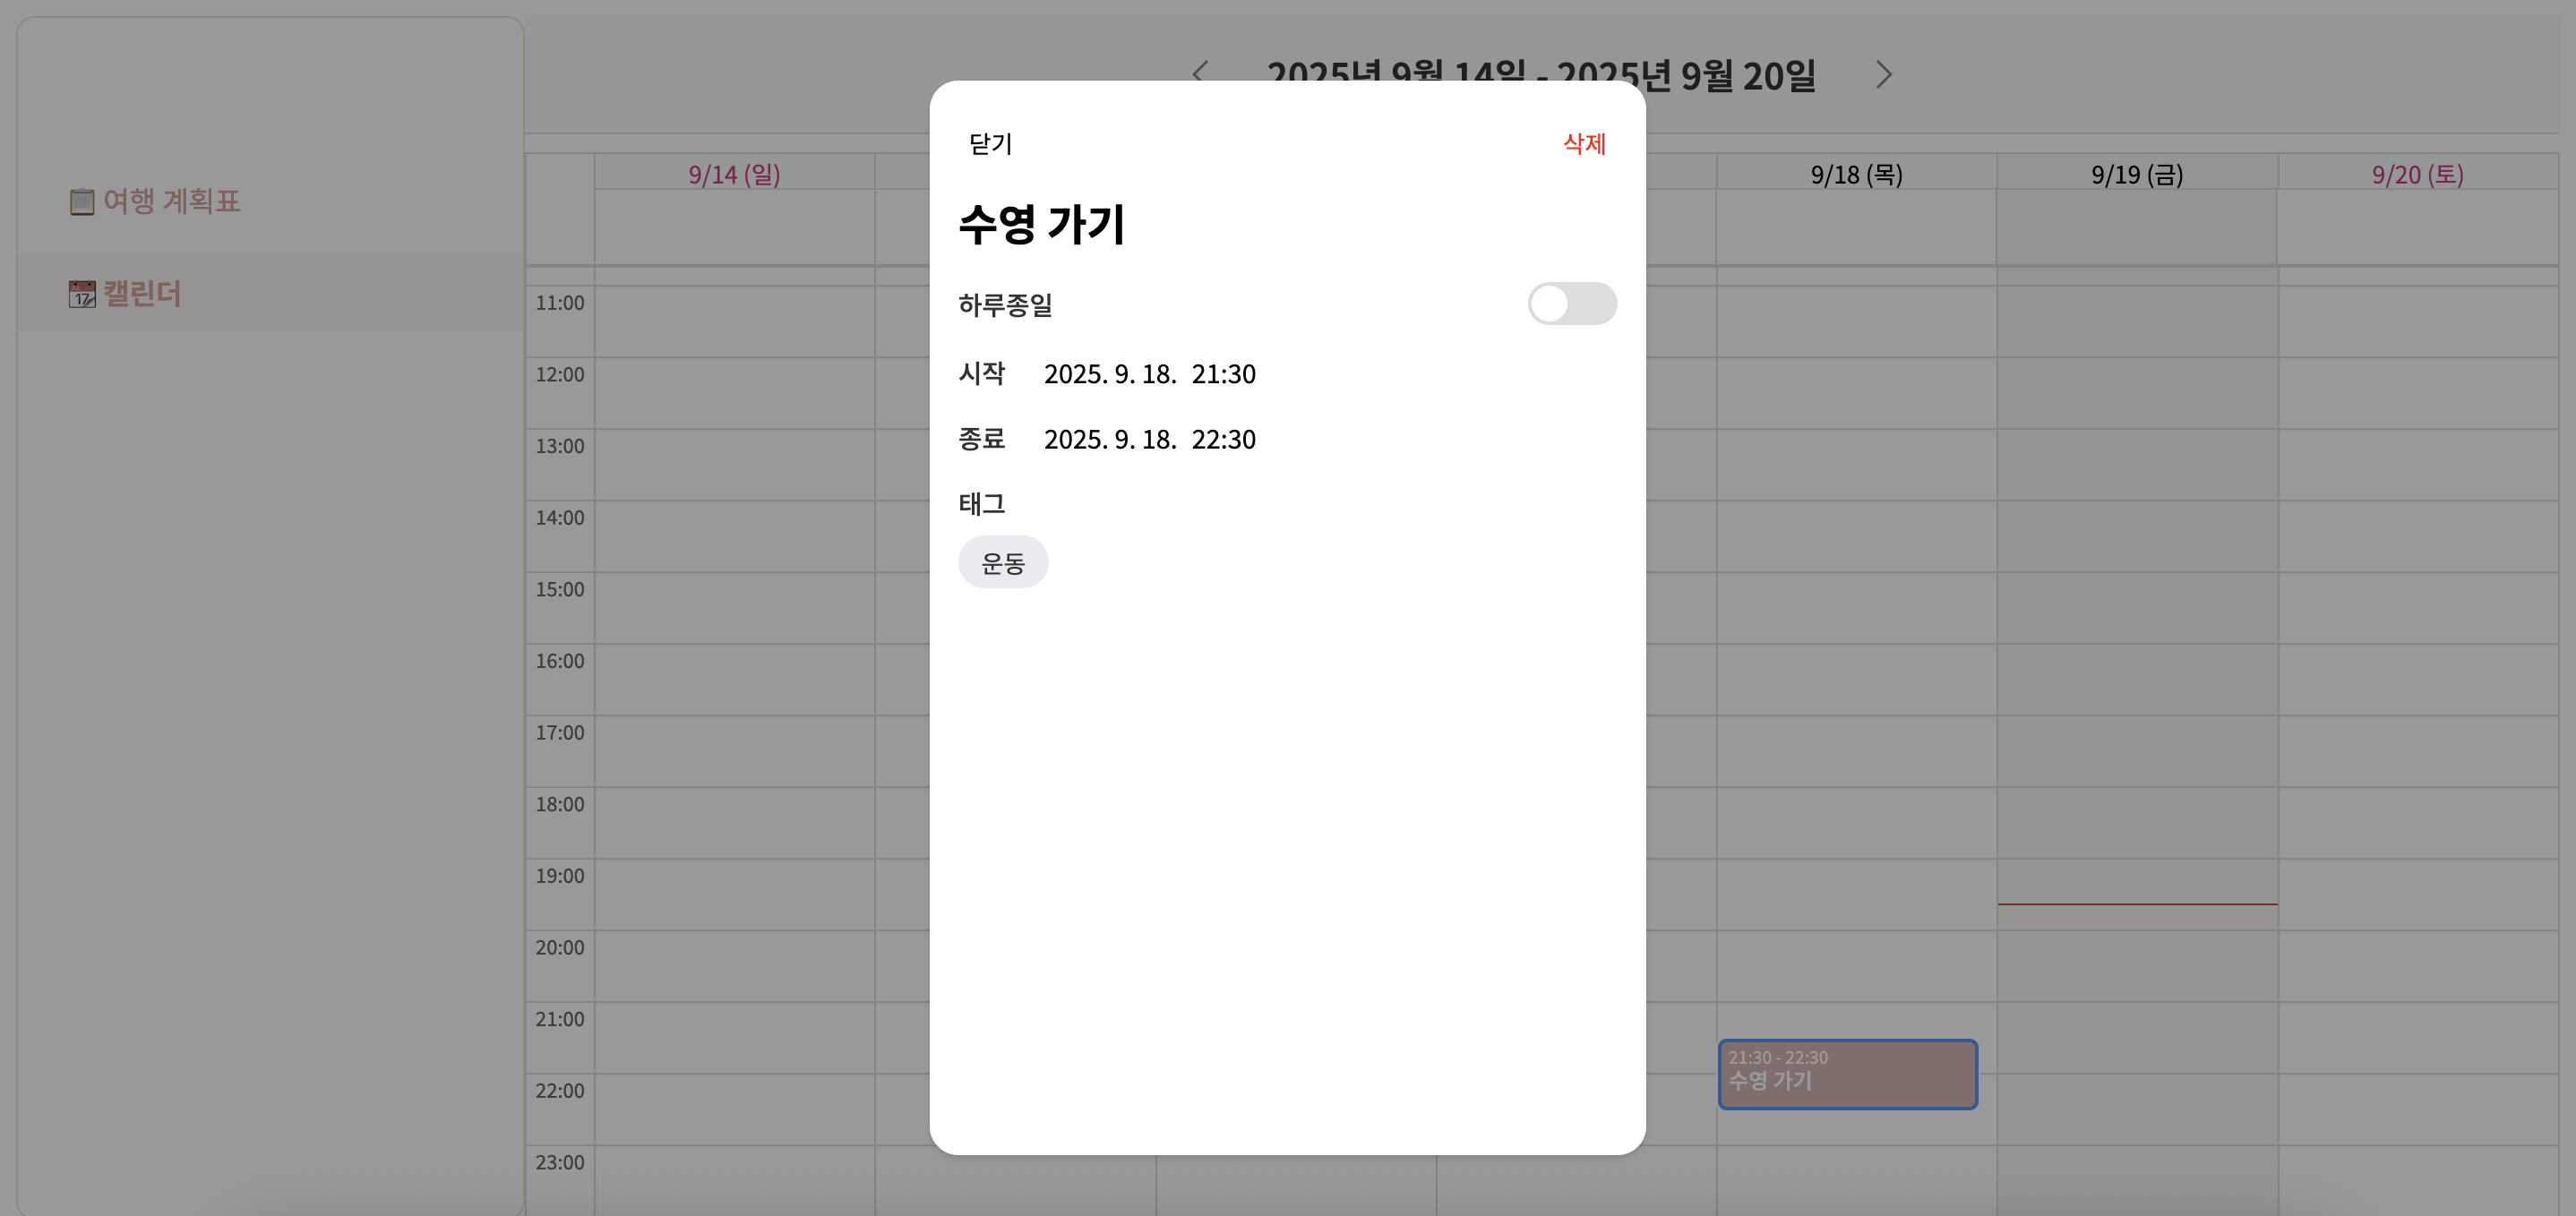 2025년 9월 14일 - 2025년 9월 20일
📋 여행 계획표
📆 캘린더
닫기
삭제
수영 가기
하루종일
시작 2025. 9. 18. 21:30
종료 2025. 9. 18. 22:30
태그
운동
9/14 (일)
9/18 (목)
9/19 (금)
9/20 (토)
11:00
12:00
13:00
14:00
15:00
16:00
17:00
18:00
19:00
20:00
21:00
22:00
23:00
21:30 - 22:30
수영 가기